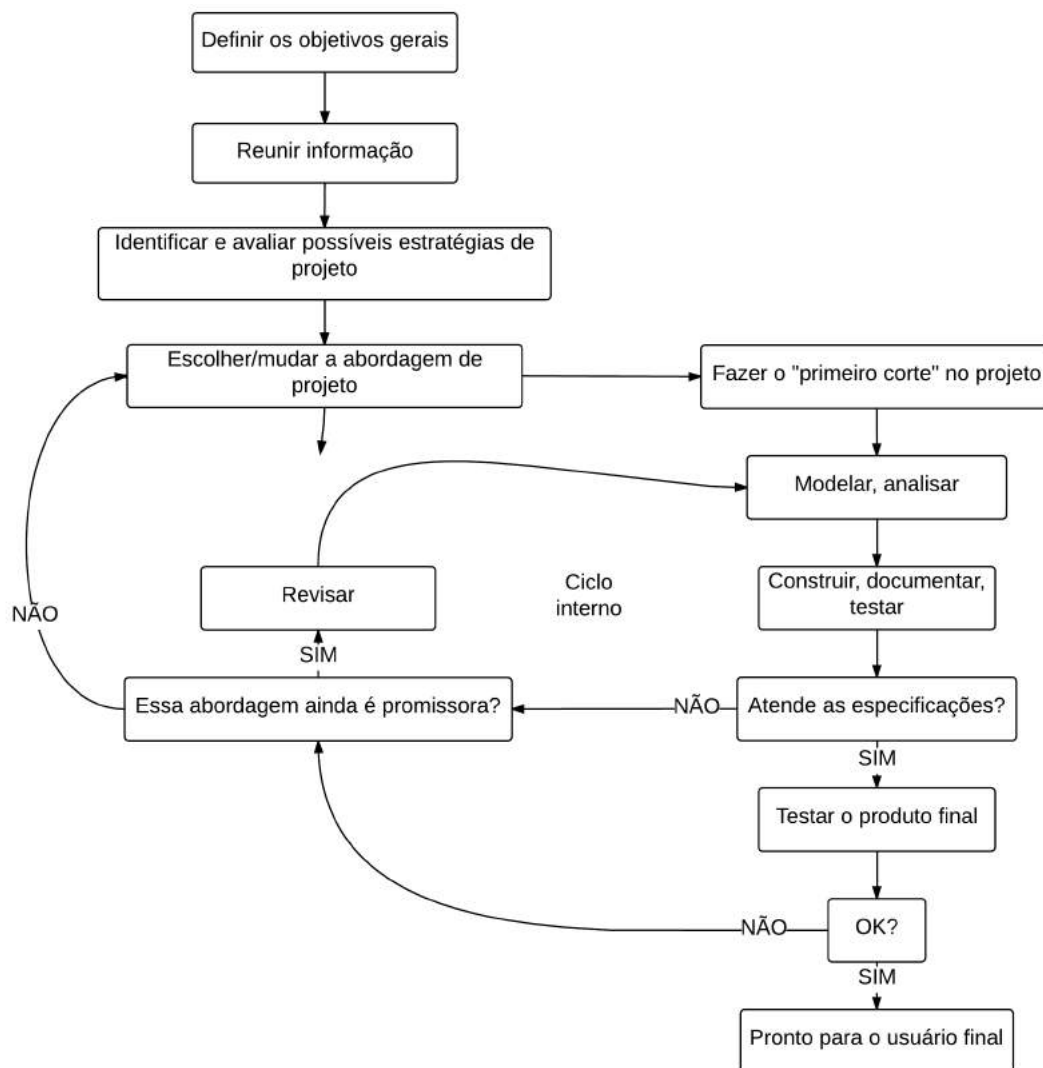 Definir os objetivos gerais
Reunir informação
Identificar e avaliar possíveis estratégias de
projeto
Escolher/mudar a abordagem de
projeto
Fazer o "primeiro corte" no projeto
Modelar, analisar
Construir, documentar,
testar
Ciclo
interno
Revisar
NÃO
SIM
Essa abordagem ainda é promissora?
NÃO
Atende as especificações?
SIM
Testar o produto final
NÃO
OK?
SIM
Pronto para o usuário final